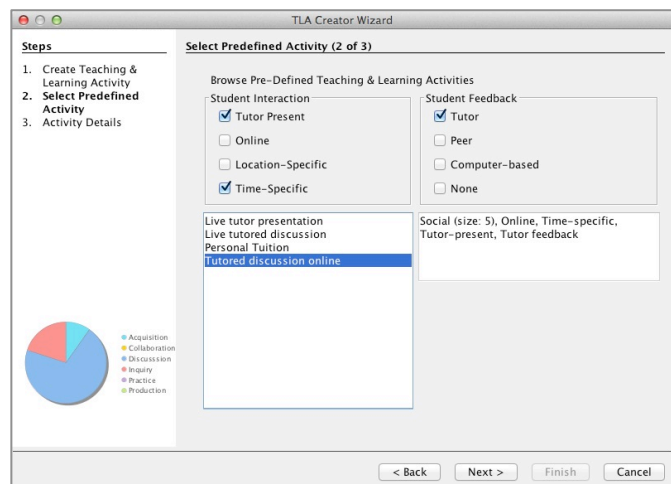 TLA Creator Wizard
Steps
1. Create Teaching &
Learning Activity
2. Select Predefined
Activity
3. Activity Details
Select Predefined Activity (2 of 3)
Browse Pre-Defined Teaching & Learning Activities
Student Interaction
Tutor Present
Online
Location-Specific
Time-Specific
Student Feedback
Tutor
Peer
Computer-based
None
Live tutor presentation
Live tutored discussion
Personal Tuition
Tutored discussion online
Social (size: 5), Online, Time-specific,
Tutor-present, Tutor feedback
Acquisition
Collaboration
Discusssion
Inquiry
Practice
Production
< Back
Next >
Finish
Cancel